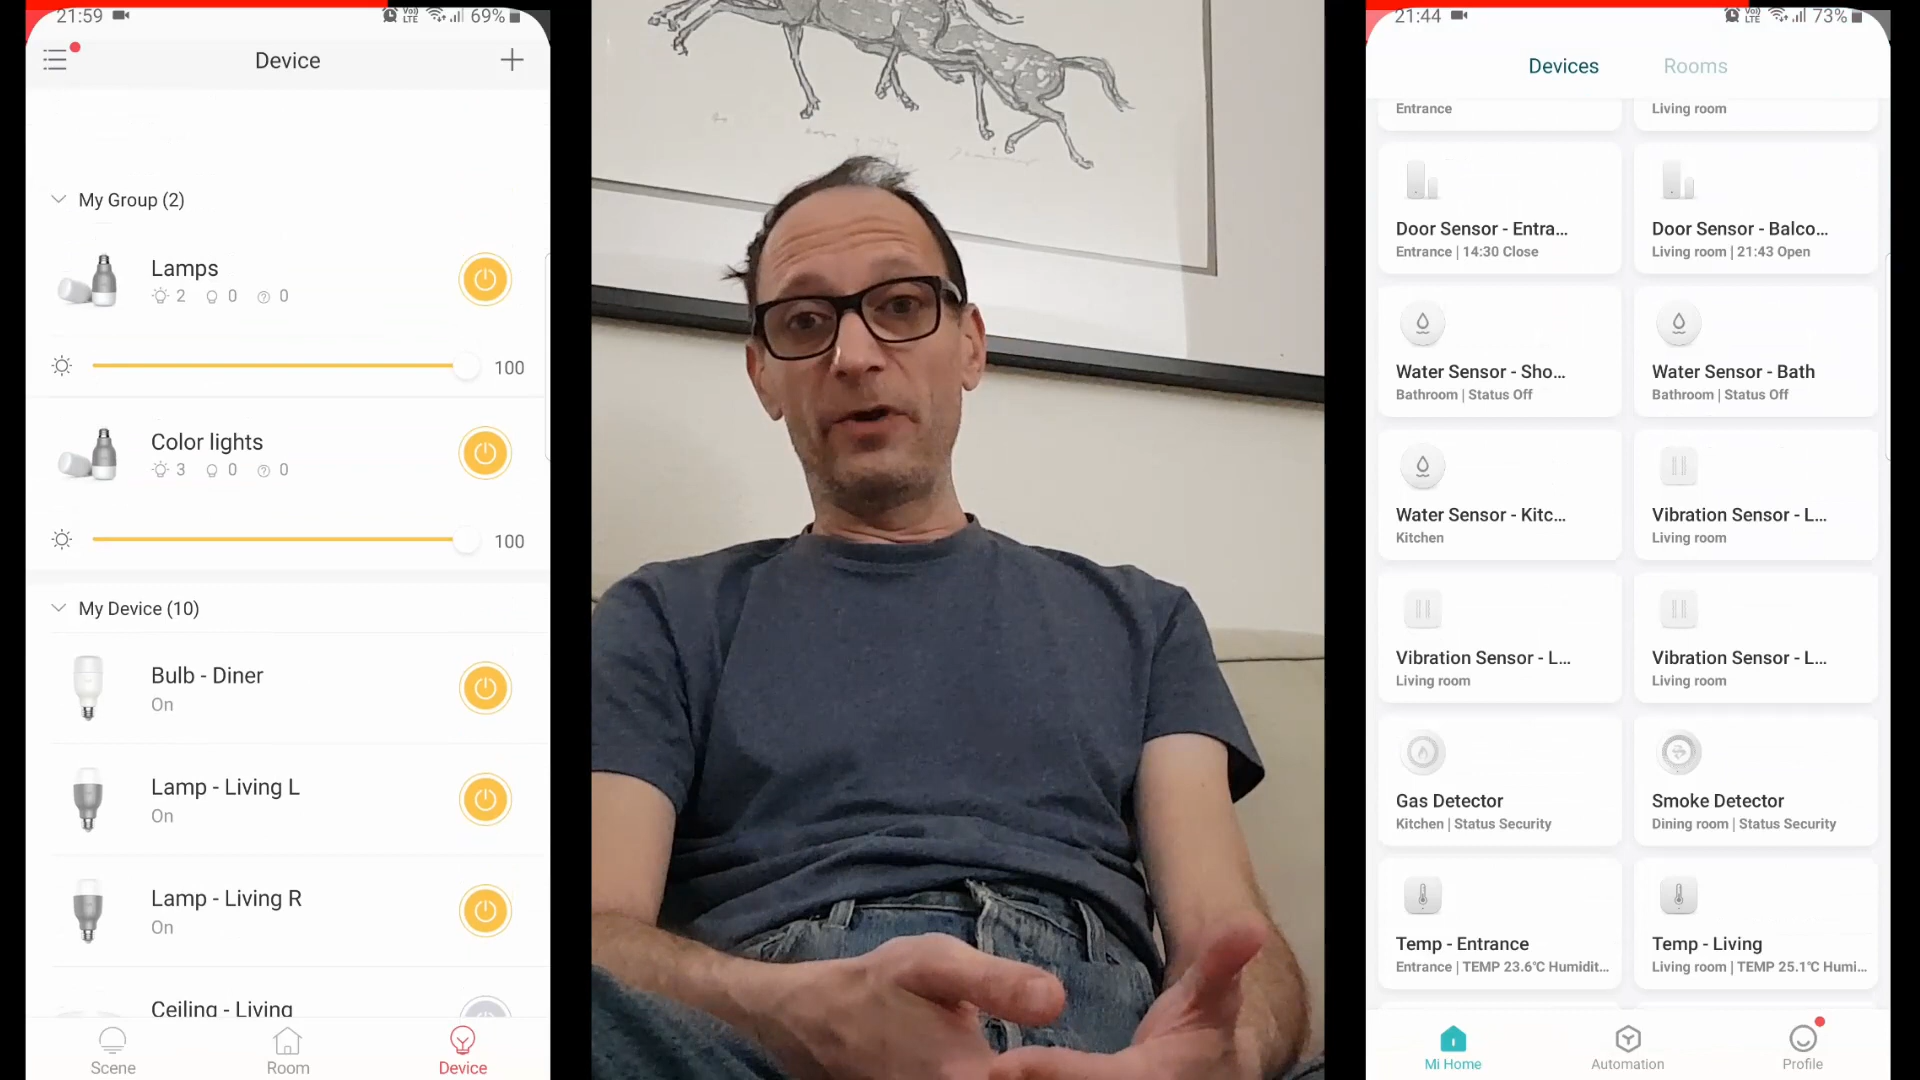 21:59
Vo))
LTE
69%
Device
My Group (2)
Lamps
2 0 0
100
Color lights
3 0 0
100
My Device (10)
Bulb - Diner
On
Lamp - Living L
On
Lamp - Living R
On
Ceiling - Living
Scene
Room
Device
21:44
Vo))
LTE
73%
Devices
Rooms
Entrance
Living room
Door Sensor - Entra...
Entrance | 14:30 Close
Door Sensor - Balco...
Living room | 21:43 Open
Water Sensor - Sho...
Bathroom | Status Off
Water Sensor - Bath
Bathroom | Status Off
Water Sensor - Kitc...
Kitchen
Vibration Sensor - L...
Living room
Vibration Sensor - L...
Living room
Vibration Sensor - L...
Living room
Gas Detector
Kitchen | Status Security
Smoke Detector
Dining room | Status Security
Temp - Entrance
Entrance | TEMP 23.6℃ Humidit...
Temp - Living
Living room | TEMP 25.1℃ Humi...
Mi Home
Automation
Profile